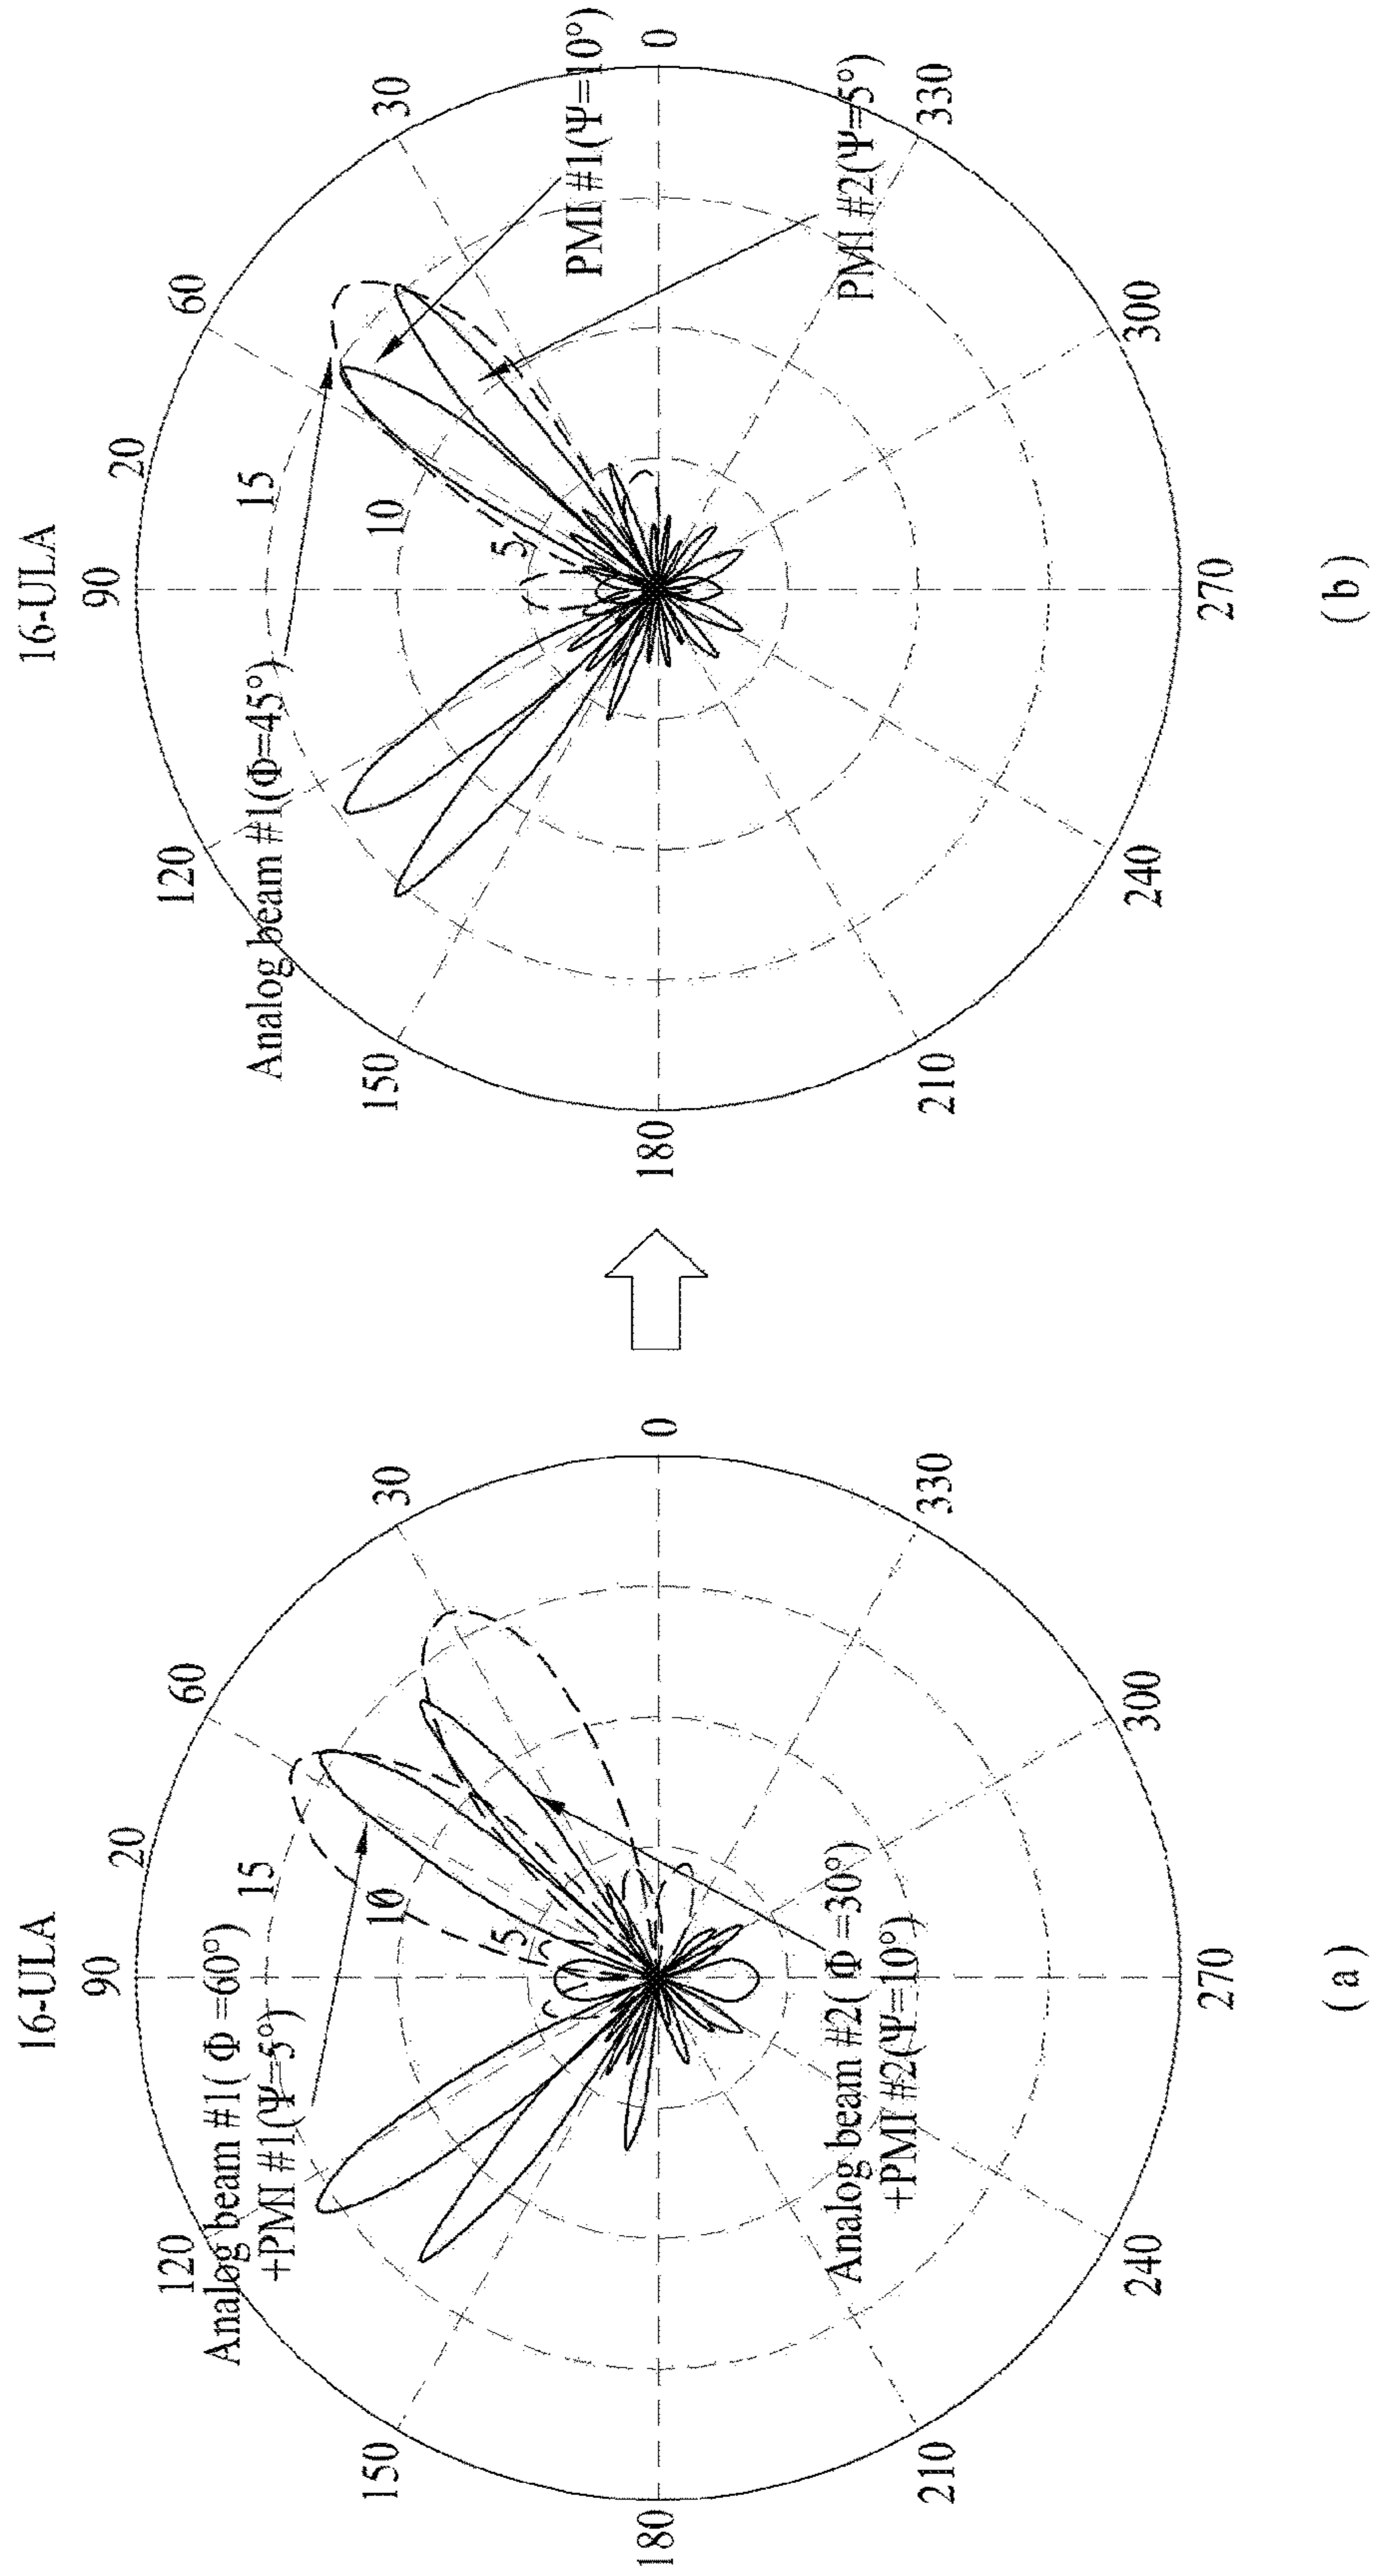 16-ULA
90
120
60
20
15
10
5
150
30
180
0
210
330
240
300
270
Analog beam #1( Φ =60°)
+PMI #1(Ψ=5°)
Analog beam #2( Φ =30°)
+PMI #2(Ψ=10°)
( a )
16-ULA
90
120
60
20
15
10
5
150
30
180
0
210
330
240
300
270
Analog beam #1(Φ=45°)
PMI #1(Ψ=10°)
PMI #2(Ψ=5°)
( b )